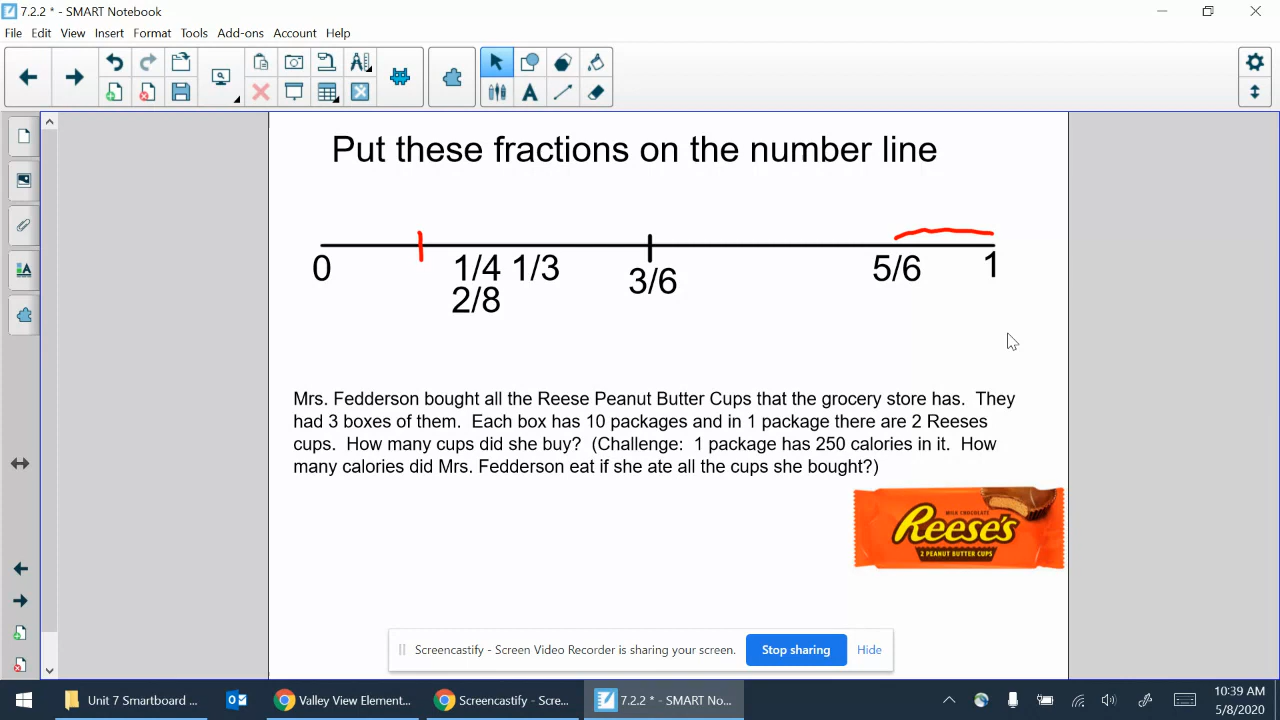 7.2.2 * - SMART Notebook
File Edit View Insert Format Tools Add-ons Account Help
Put these fractions on the number line
0 1/4 1/3 3/6 5/6 1
2/8
Mrs. Fedderson bought all the Reese Peanut Butter Cups that the grocery store has. They
had 3 boxes of them. Each box has 10 packages and in 1 package there are 2 Reeses
cups. How many cups did she buy? (Challenge: 1 package has 250 calories in it. How
many calories did Mrs. Fedderson eat if she ate all the cups she bought?)
MILK CHOCOLATE
Reese's
2 PEANUT BUTTER CUPS
Screencastify - Screen Video Recorder is sharing your screen. Stop sharing Hide
Unit 7 Smartboard ... Valley View Element... Screencastify - Scre... 7.2.2 * - SMART No... 10:39 AM
5/8/2020